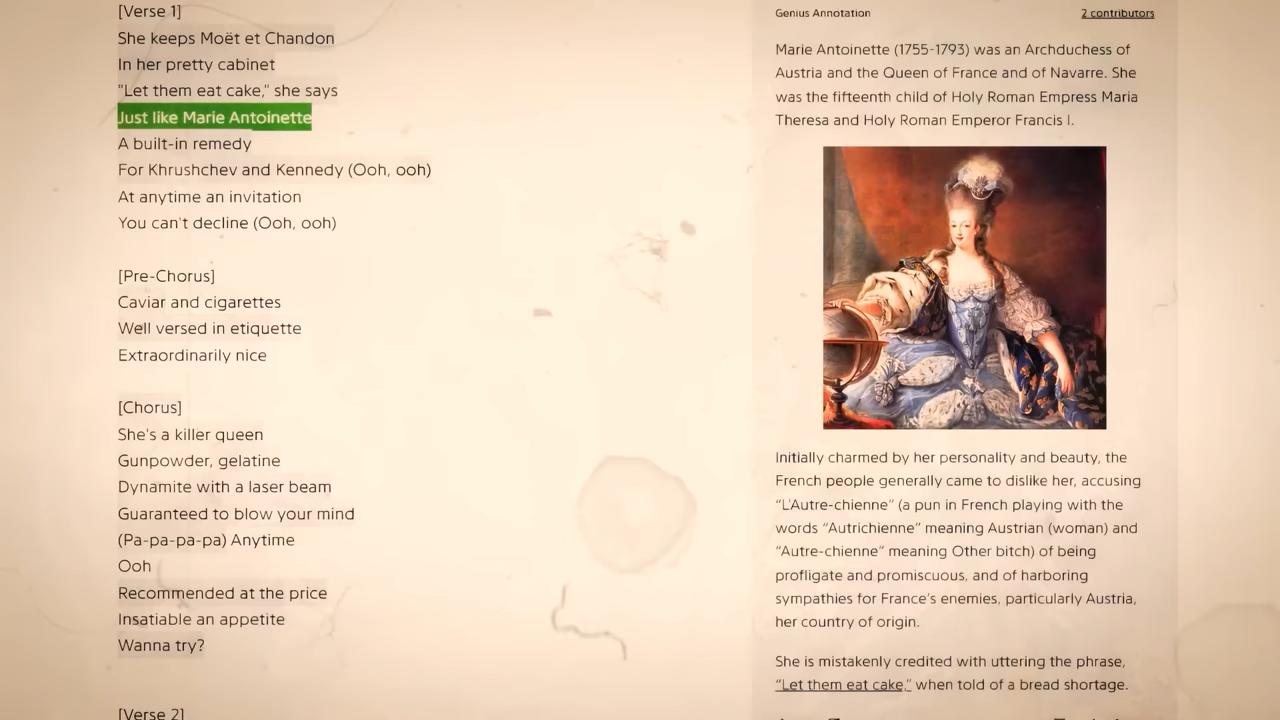 [Verse 1]
She keeps Moët et Chandon
In her pretty cabinet
"Let them eat cake," she says
Just like Marie Antoinette
A built-in remedy
For Khrushchev and Kennedy (Ooh, ooh)
At anytime an invitation
You can't decline (Ooh, ooh)
[Pre-Chorus]
Caviar and cigarettes
Well versed in etiquette
Extraordinarily nice
[Chorus]
She's a killer queen
Gunpowder, gelatine
Dynamite with a laser beam
Guaranteed to blow your mind
(Pa-pa-pa-pa) Anytime
Ooh
Recommended at the price
Insatiable an appetite
Wanna try?
[Verse 2]
Genius Annotation
2 contributors
Marie Antoinette (1755-1793) was an Archduchess of
Austria and the Queen of France and of Navarre. She
was the fifteenth child of Holy Roman Empress Maria
Theresa and Holy Roman Emperor Francis I.
Initially charmed by her personality and beauty, the
French people generally came to dislike her, accusing
“L'Autre-chienne” (a pun in French playing with the
words “Autrichienne” meaning Austrian (woman) and
“Autre-chienne” meaning Other bitch) of being
profligate and promiscuous, and of harboring
sympathies for France's enemies, particularly Austria,
her country of origin.
She is mistakenly credited with uttering the phrase,
“Let them eat cake,” when told of a bread shortage.